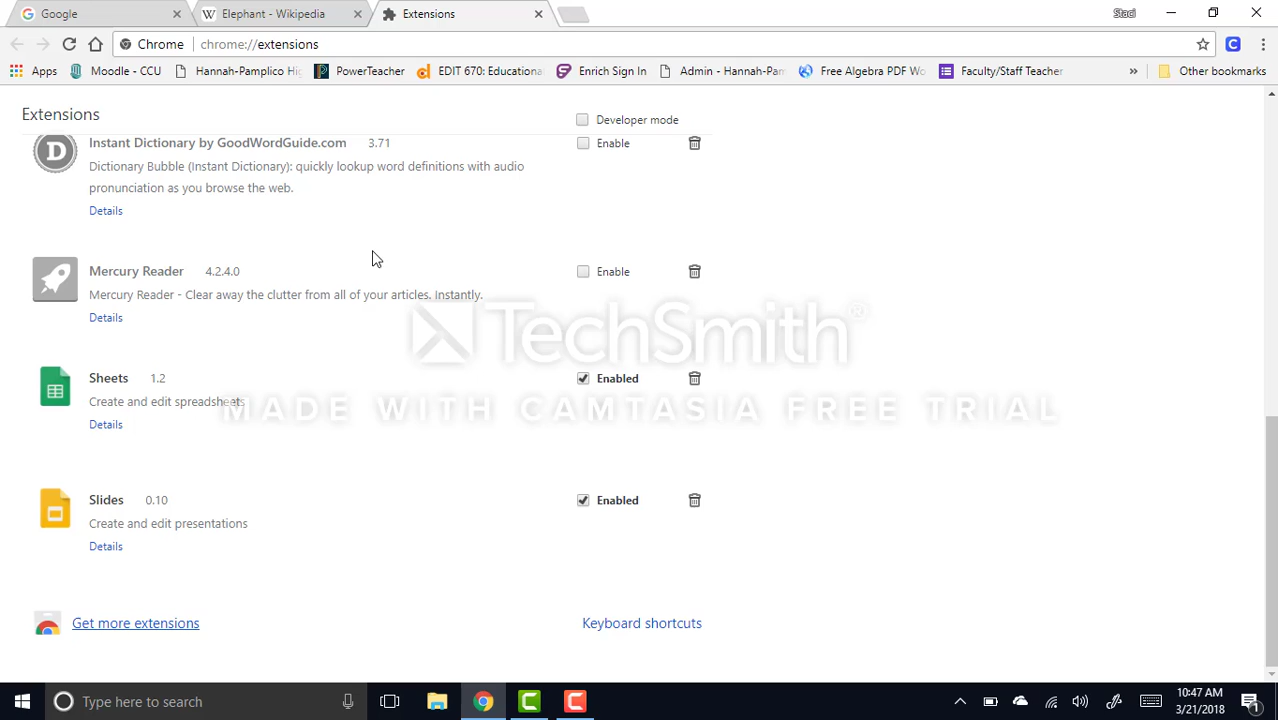 Google
W Elephant - Wikipedia
Extensions
Staci
Chrome
chrome://extensions
C
Apps
Moodle - CCU
Hannah-Pamplico Hig
P
PowerTeacher
EDIT 670: Educationa
Enrich Sign In
Admin - Hannah-Pam
Free Algebra PDF Wo
Faculty/Staff Teacher
»
Other bookmarks
Extensions
Developer mode
D
Instant Dictionary by GoodWordGuide.com 3.71
Enable
Dictionary Bubble (Instant Dictionary): quickly lookup word definitions with audio
pronunciation as you browse the web.
Details
Mercury Reader 4.2.4.0
Enable
Mercury Reader - Clear away the clutter from all of your articles. Instantly.
Details
TechSmith®
MADE WITH CAMTASIA FREE TRIAL
Sheets 1.2
Enabled
Create and edit spreadsheets
Details
Slides 0.10
Enabled
Create and edit presentations
Details
Get more extensions
Keyboard shortcuts
Type here to search
C
C
10:47 AM
3/21/2018
1